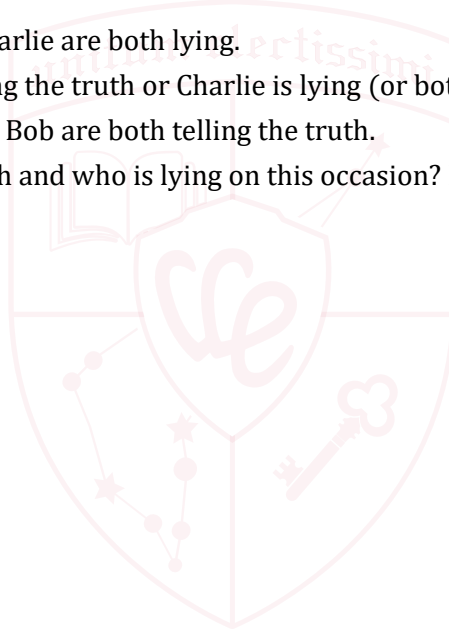 arlie are both lying.
g the truth or Charlie is lying (or bot
Bob are both telling the truth.
h and who is lying on this occasion?
cce